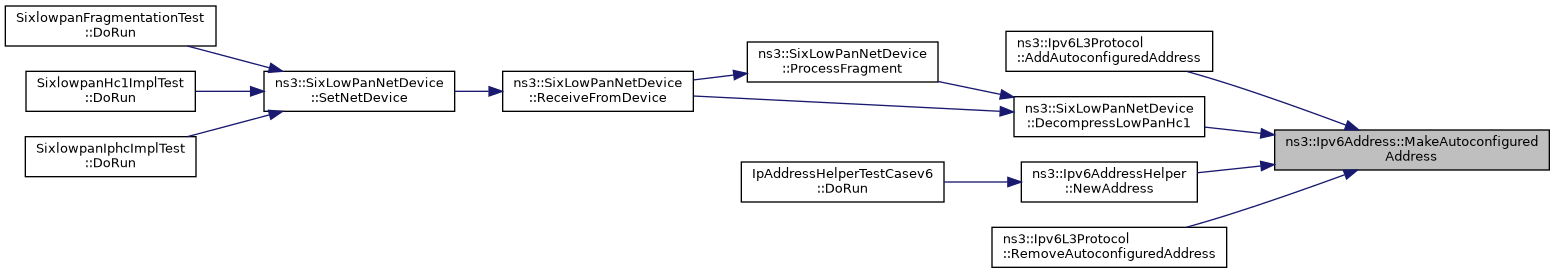 SixlowpanFragmentationTest
::DoRun
SixlowpanHc1ImplTest
::DoRun
SixlowpanIphcImplTest
::DoRun
ns3::SixLowPanNetDevice
::SetNetDevice
ns3::SixLowPanNetDevice
::ReceiveFromDevice
ns3::SixLowPanNetDevice
::ProcessFragment
IpAddressHelperTestCasev6
::DoRun
ns3::Ipv6L3Protocol
::AddAutoconfiguredAddress
ns3::SixLowPanNetDevice
::DecompressLowPanHc1
ns3::Ipv6AddressHelper
::NewAddress
ns3::Ipv6L3Protocol
::RemoveAutoconfiguredAddress
ns3::Ipv6Address::MakeAutoconfigured
Address